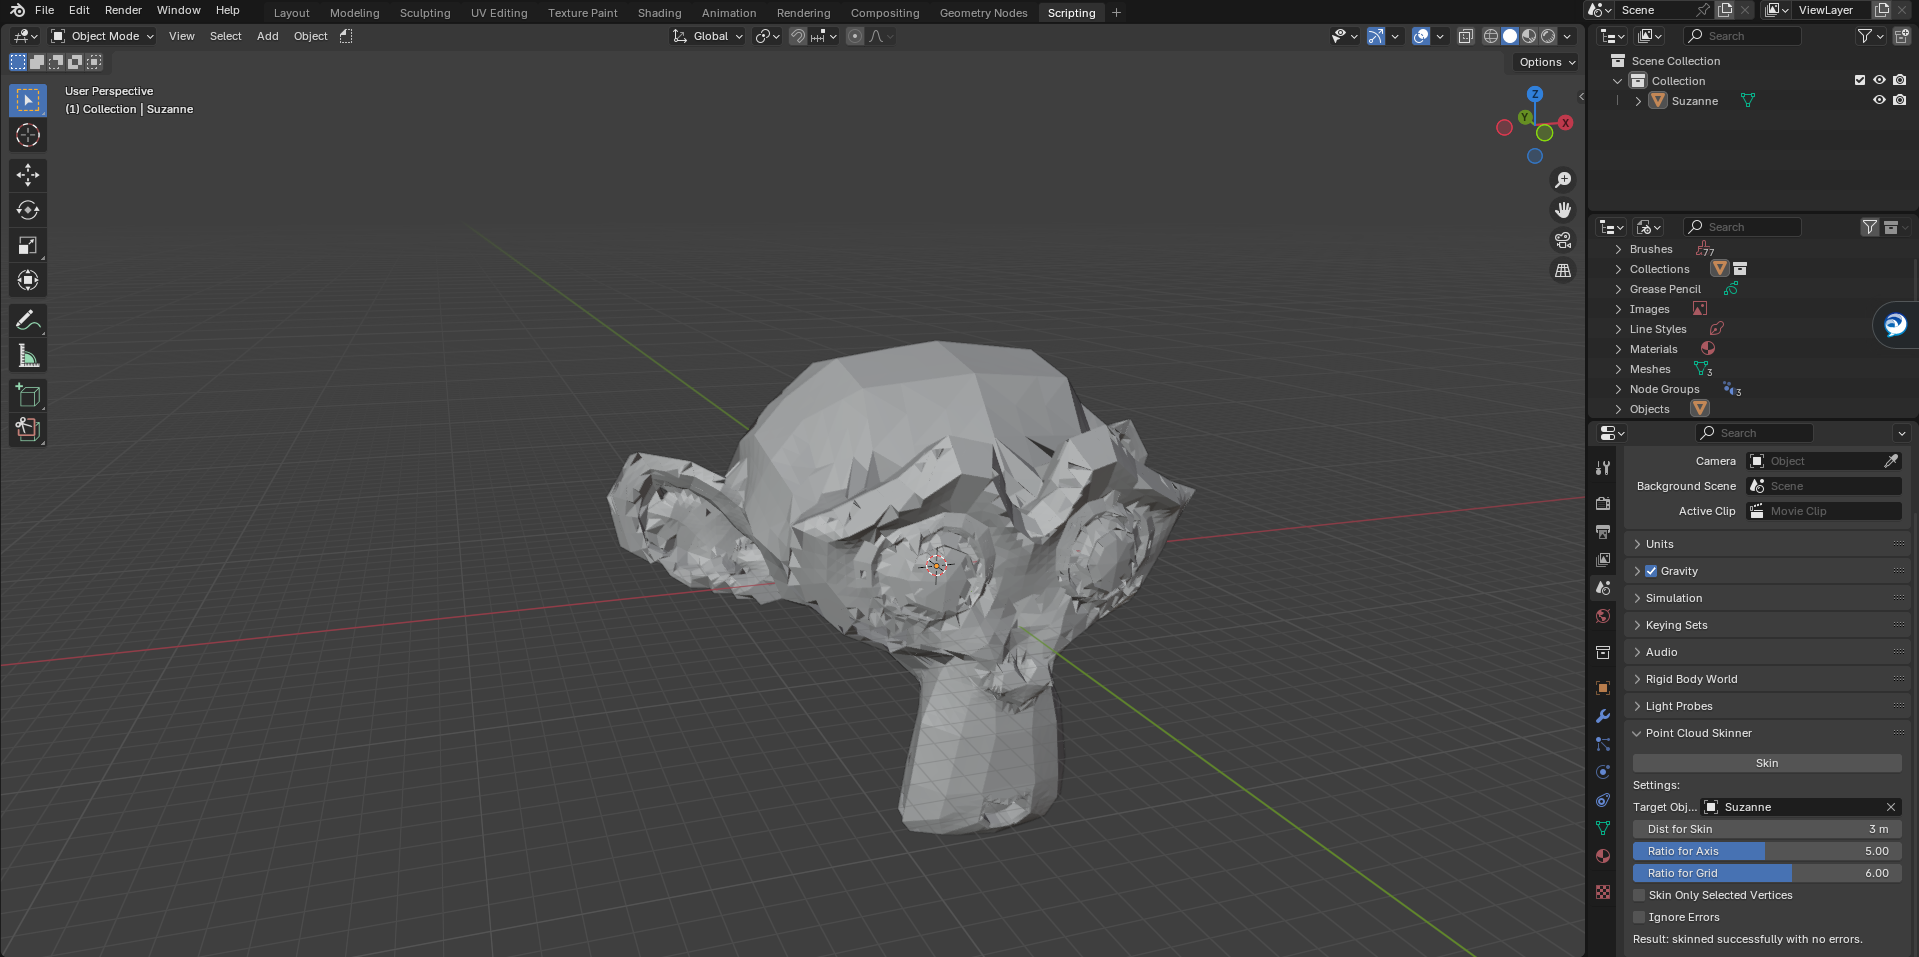 File Edit Render Window Help
Layout Modeling Sculpting UV Editing Texture Paint Shading Animation Rendering Compositing Geometry Nodes Scripting +
Scene
ViewLayer
Object Mode View Select Add Object
Global
Options
User Perspective
(1) Collection | Suzanne
Z
Y
X
Search
Scene Collection
Collection
Suzanne
Search
Brushes 77
Collections
Grease Pencil
Images
Line Styles
Materials
Meshes 3
Node Groups 3
Objects
Search
Camera Object
Background Scene Scene
Active Clip Movie Clip
Units
Gravity
Simulation
Keying Sets
Audio
Rigid Body World
Light Probes
Point Cloud Skinner
Skin
Settings:
Target Obj... Suzanne
Dist for Skin 3 m
Ratio for Axis 5.00
Ratio for Grid 6.00
Skin Only Selected Vertices
Ignore Errors
Result: skinned successfully with no errors.